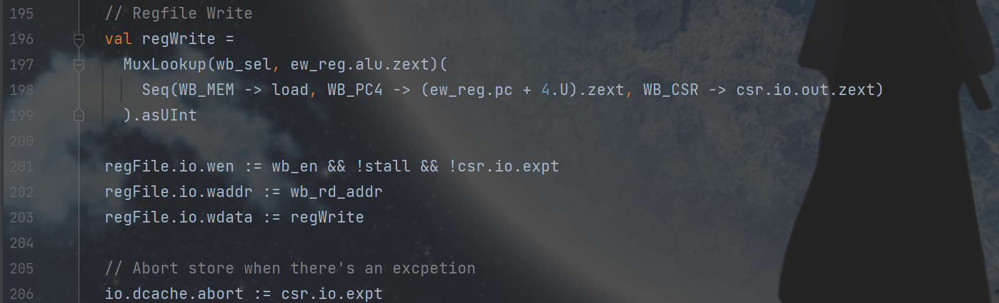 195 // Regfile Write
196 val regWrite =
197 MuxLookup(wb_sel, ew_reg.alu.zext)(
198 Seq(WB_MEM -> load, WB_PC4 -> (ew_reg.pc + 4.U).zext, WB_CSR -> csr.io.out.zext)
199 ).asUInt
200
201 regFile.io.wen := wb_en && !stall && !csr.io.expt
202 regFile.io.waddr := wb_rd_addr
203 regFile.io.wdata := regWrite
204
205 // Abort store when there's an excpetion
206 io.dcache.abort := csr.io.expt